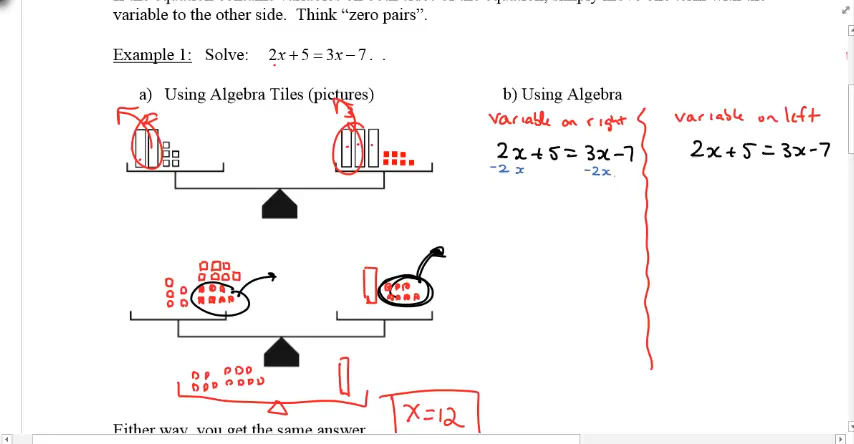 variable to the other side. Think “zero pairs”.
Example 1: Solve: 2x + 5 = 3x − 7. .
a) Using Algebra Tiles (pictures)
b) Using Algebra
variable on right
2x + 5 = 3x - 7
-2x -2x
variable on left
2x + 5 = 3x - 7
x = 12
Either way, you get the same answer